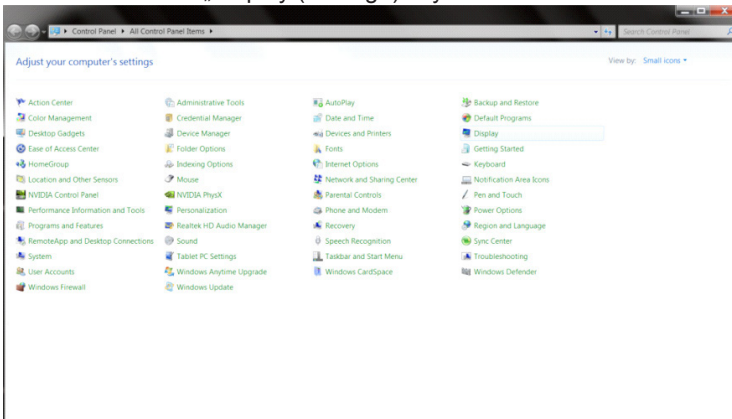 Control Panel ▸ All Control Panel Items ▸
Search Control Panel
Adjust your computer's settings
View by: Small icons
Action Center
Administrative Tools
AutoPlay
Backup and Restore
Color Management
Credential Manager
Date and Time
Default Programs
Desktop Gadgets
Device Manager
Devices and Printers
Display
Ease of Access Center
Folder Options
Fonts
Getting Started
HomeGroup
Indexing Options
Internet Options
Keyboard
Location and Other Sensors
Mouse
Network and Sharing Center
Notification Area Icons
NVIDIA Control Panel
NVIDIA PhysX
Parental Controls
Pen and Touch
Performance Information and Tools
Personalization
Phone and Modem
Power Options
Programs and Features
Realtek HD Audio Manager
Recovery
Region and Language
RemoteApp and Desktop Connections
Sound
Speech Recognition
Sync Center
System
Tablet PC Settings
Taskbar and Start Menu
Troubleshooting
User Accounts
Windows Anytime Upgrade
Windows CardSpace
Windows Defender
Windows Firewall
Windows Update